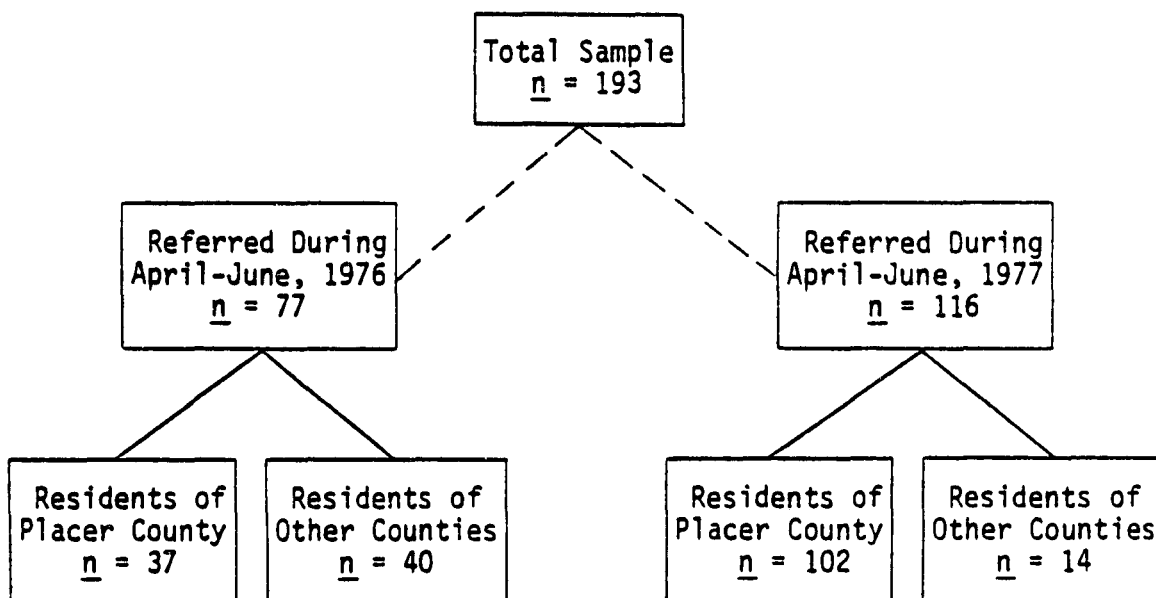 Total Sample
n = 193
Referred During
April-June, 1976
n = 77
Referred During
April-June, 1977
n = 116
Residents of
Placer County
n = 37
Residents of
Other Counties
n = 40
Residents of
Placer County
n = 102
Residents of
Other Counties
n = 14